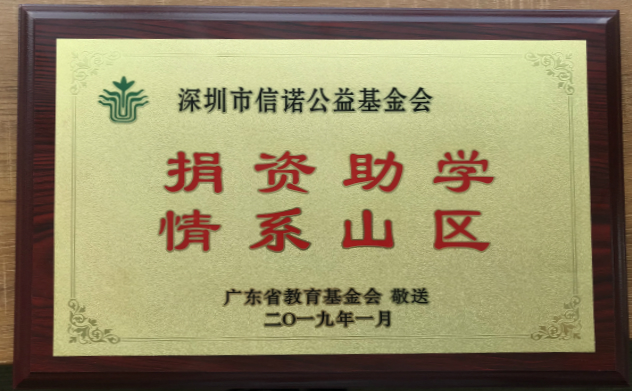 深圳市信诺公益基金会
捐资助学
情系山区
广东省教育基金会 敬送
二〇一九年一月